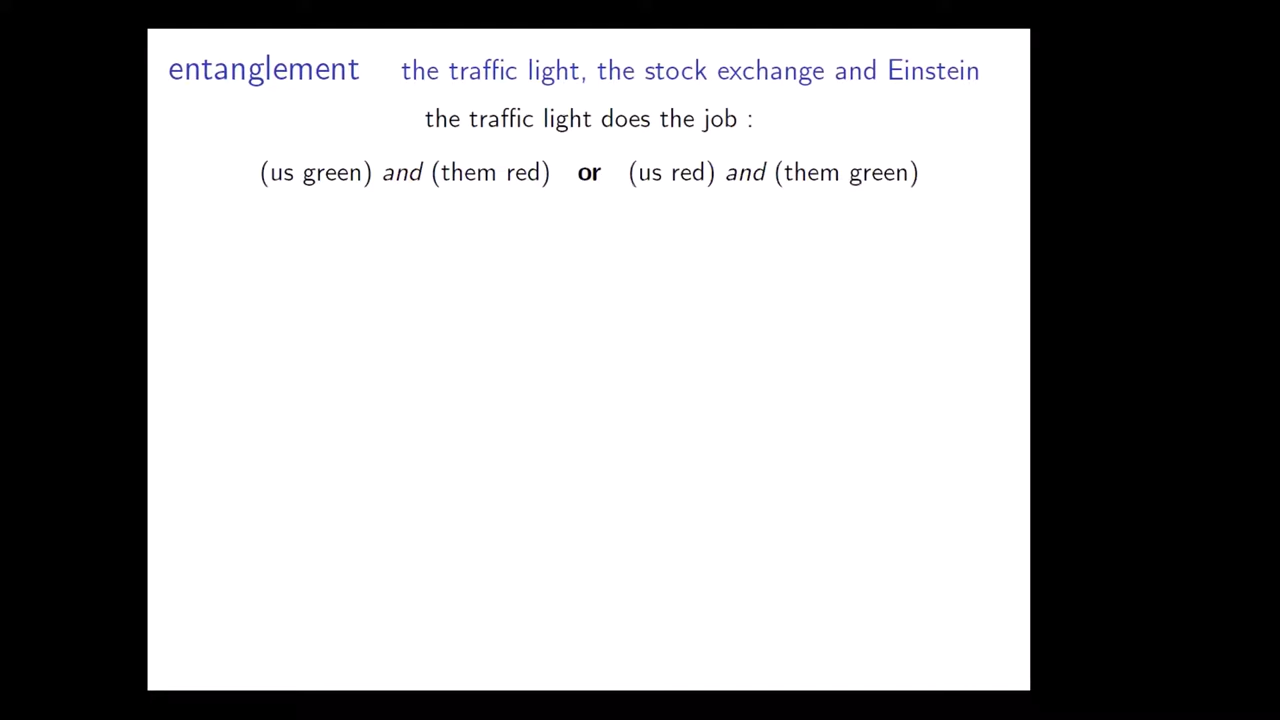 entanglement the traffic light, the stock exchange and Einstein
the traffic light does the job :
(us green) and (them red) or (us red) and (them green)